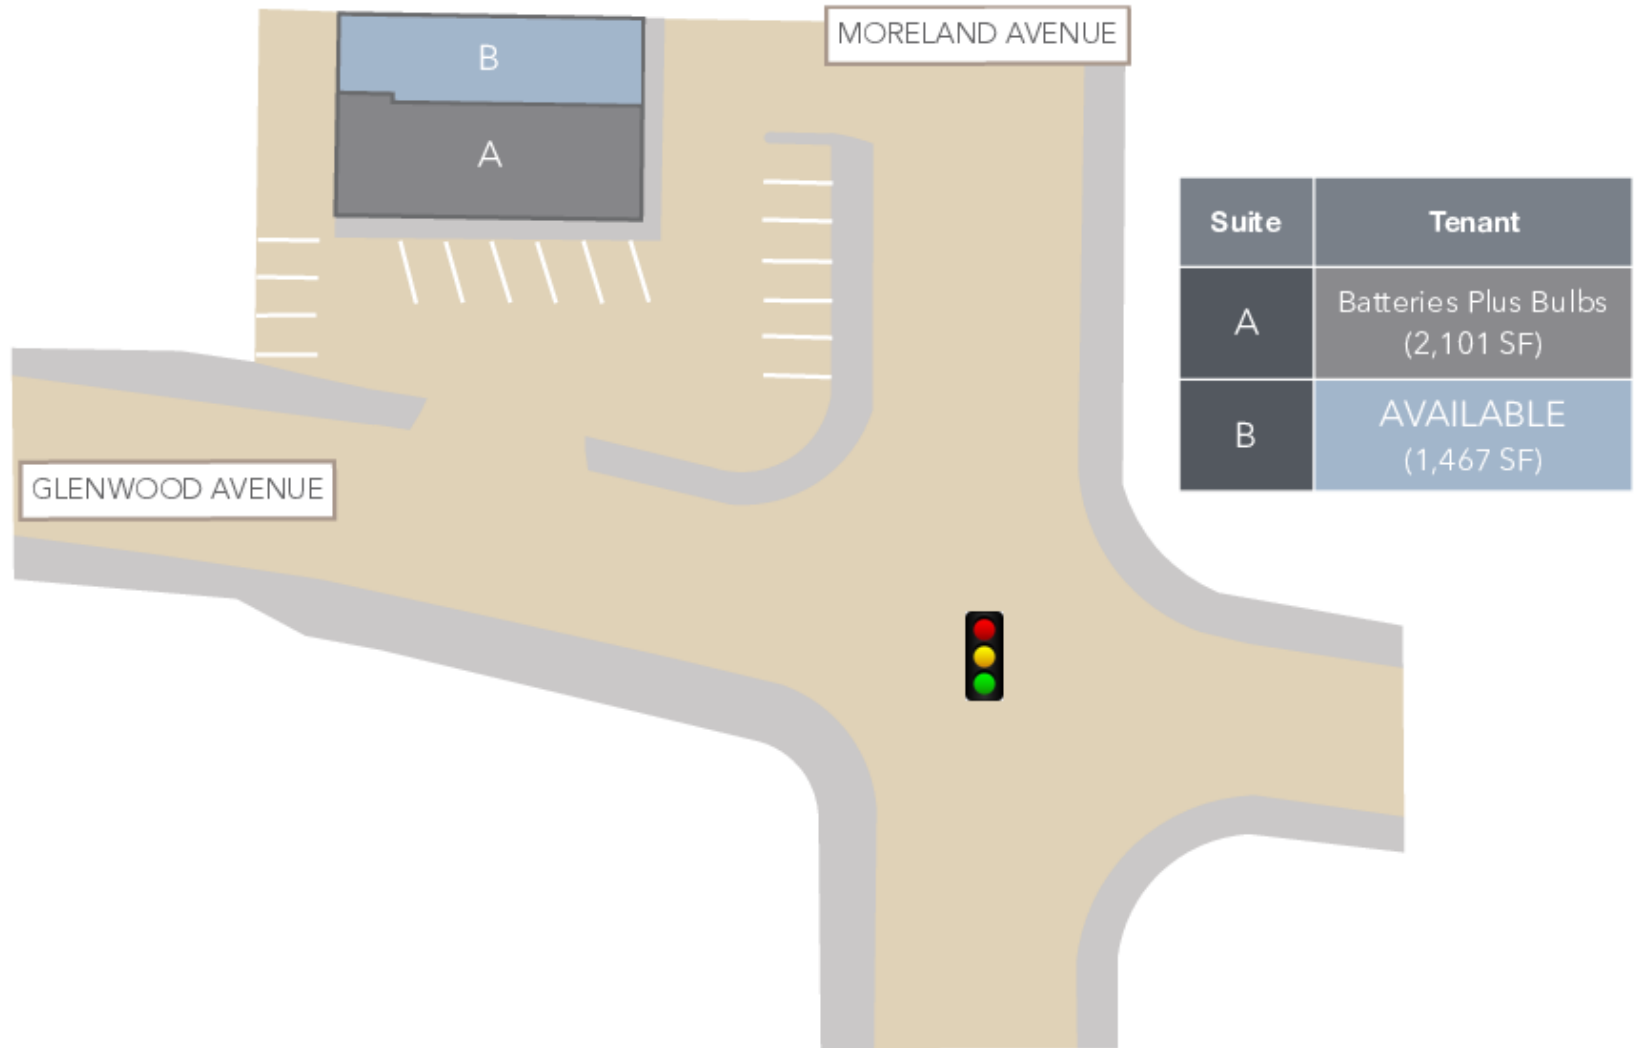 MORELAND AVENUE
B
A
GLENWOOD AVENUE
Suite Tenant
A Batteries Plus Bulbs
(2,101 SF)
B AVAILABLE
(1,467 SF)